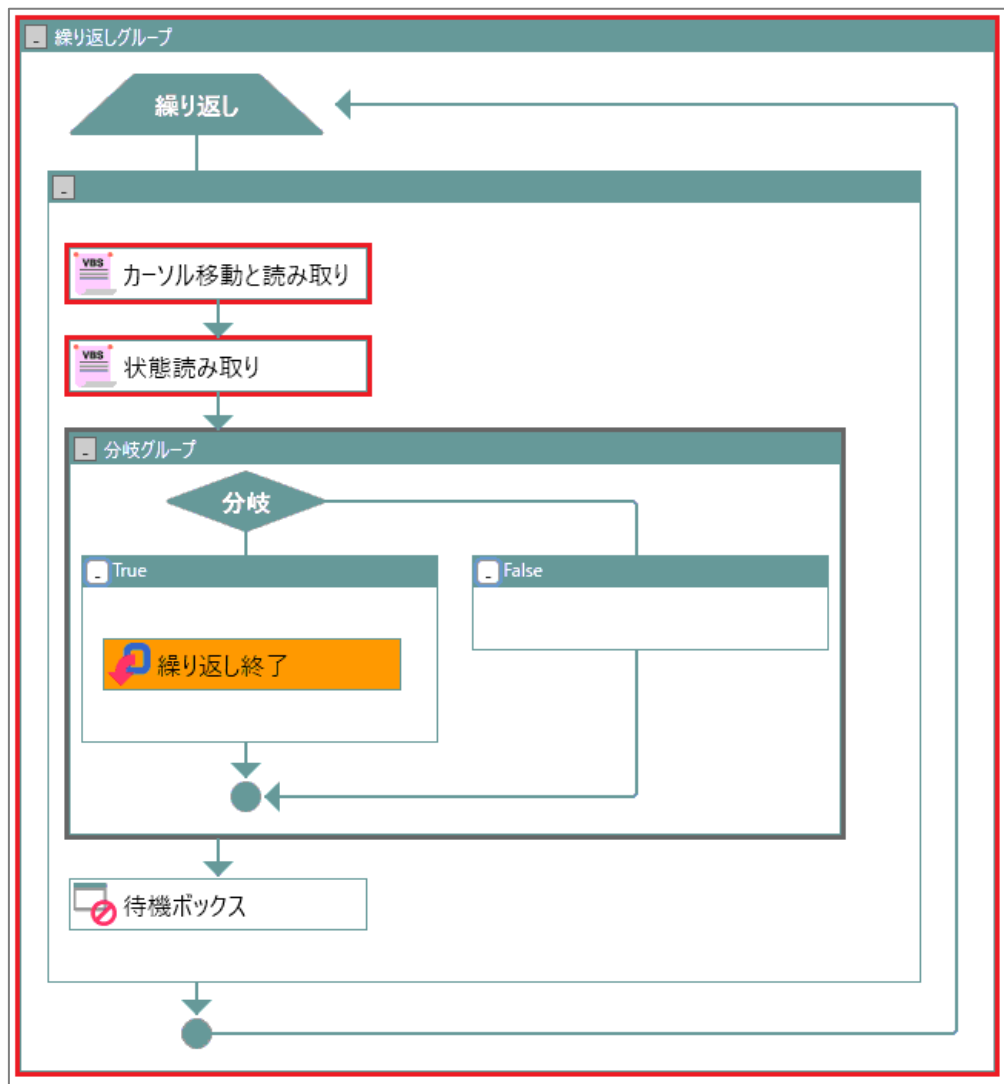 繰り返しグループ
繰り返し
VBS カーソル移動と読み取り
VBS 状態読み取り
分岐グループ
分岐
True
False
繰り返し終了
待機ボックス